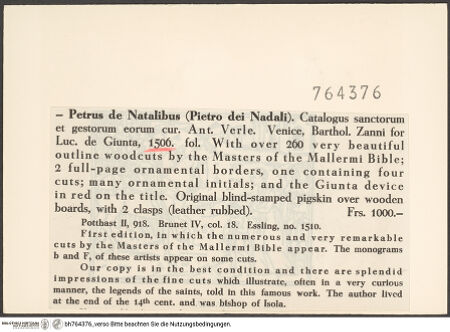 764376
— Petrus de Natalibus (Pietro dei Nadali). Catalogus sanctorum
et gestorum eorum cur. Ant. Verle. Venice, Barthol. Zanni for
Luc. de Giunta, 1506. fol. With over 260 very beautiful
outline woodcuts by the Masters of the Mallermi Bible;
2 full-page ornamental borders, one containing four
cuts; many ornamental initials; and the Giunta device
in red on the title. Original blind-stamped pigskin over wooden
boards, with 2 clasps (leather rubbed). Frs. 1000.—
Potthast II, 918. Brunet IV, col. 18. Essling, no. 1510.
First edition, in which the numerous and very remarkable
cuts by the Masters of the Mallermi Bible appear. The monograms
b and F, of these artists appear on some cuts.
Our copy is in the best condition and there are splendid
impressions of the fine cuts which illustrate, often in a very curious
manner, the legends of the saints, told in this famous work. The author lived
at the end of the 14th cent. and was bishop of Isola.
bh764376_verso Bitte beachten Sie die Nutzungsbedingungen.